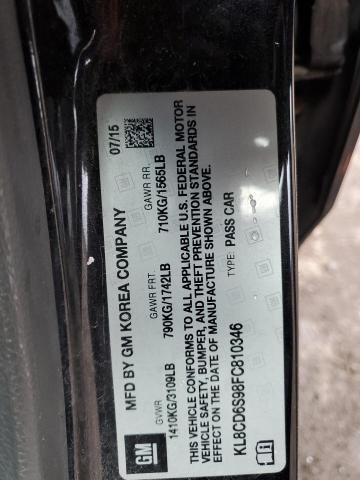 GM
MFD BY GM KOREA COMPANY 07/15
GVWR GAWR FRT GAWR RR
1410KG/3109LB 790KG/1742LB 710KG/1565LB
THIS VEHICLE CONFORMS TO ALL APPLICABLE U.S. FEDERAL MOTOR
VEHICLE SAFETY, BUMPER, AND THEFT PREVENTION STANDARDS IN
EFFECT ON THE DATE OF MANUFACTURE SHOWN ABOVE.
TYPE: PASS CAR
KL8CD6S98FC810346